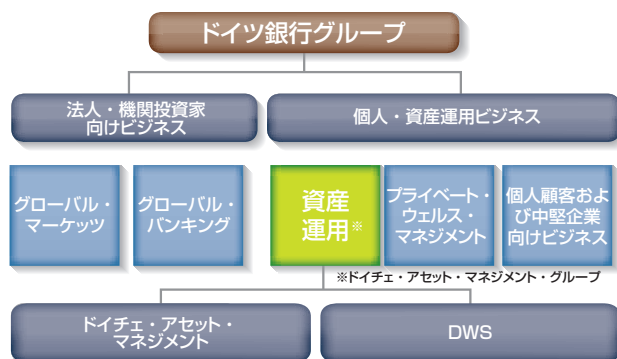 ドイツ銀行グループ
法人・機関投資家
向けビジネス
個人・資産運用ビジネス
グローバル・
マーケッツ
グローバル・
バンキング
資産
運用※
プライベート・
ウェルス・
マネジメント
個人顧客およ
び中堅企業
向けビジネス
※ドイチェ・アセット・マネジメント・グループ
ドイチェ・アセット・
マネジメント
DWS